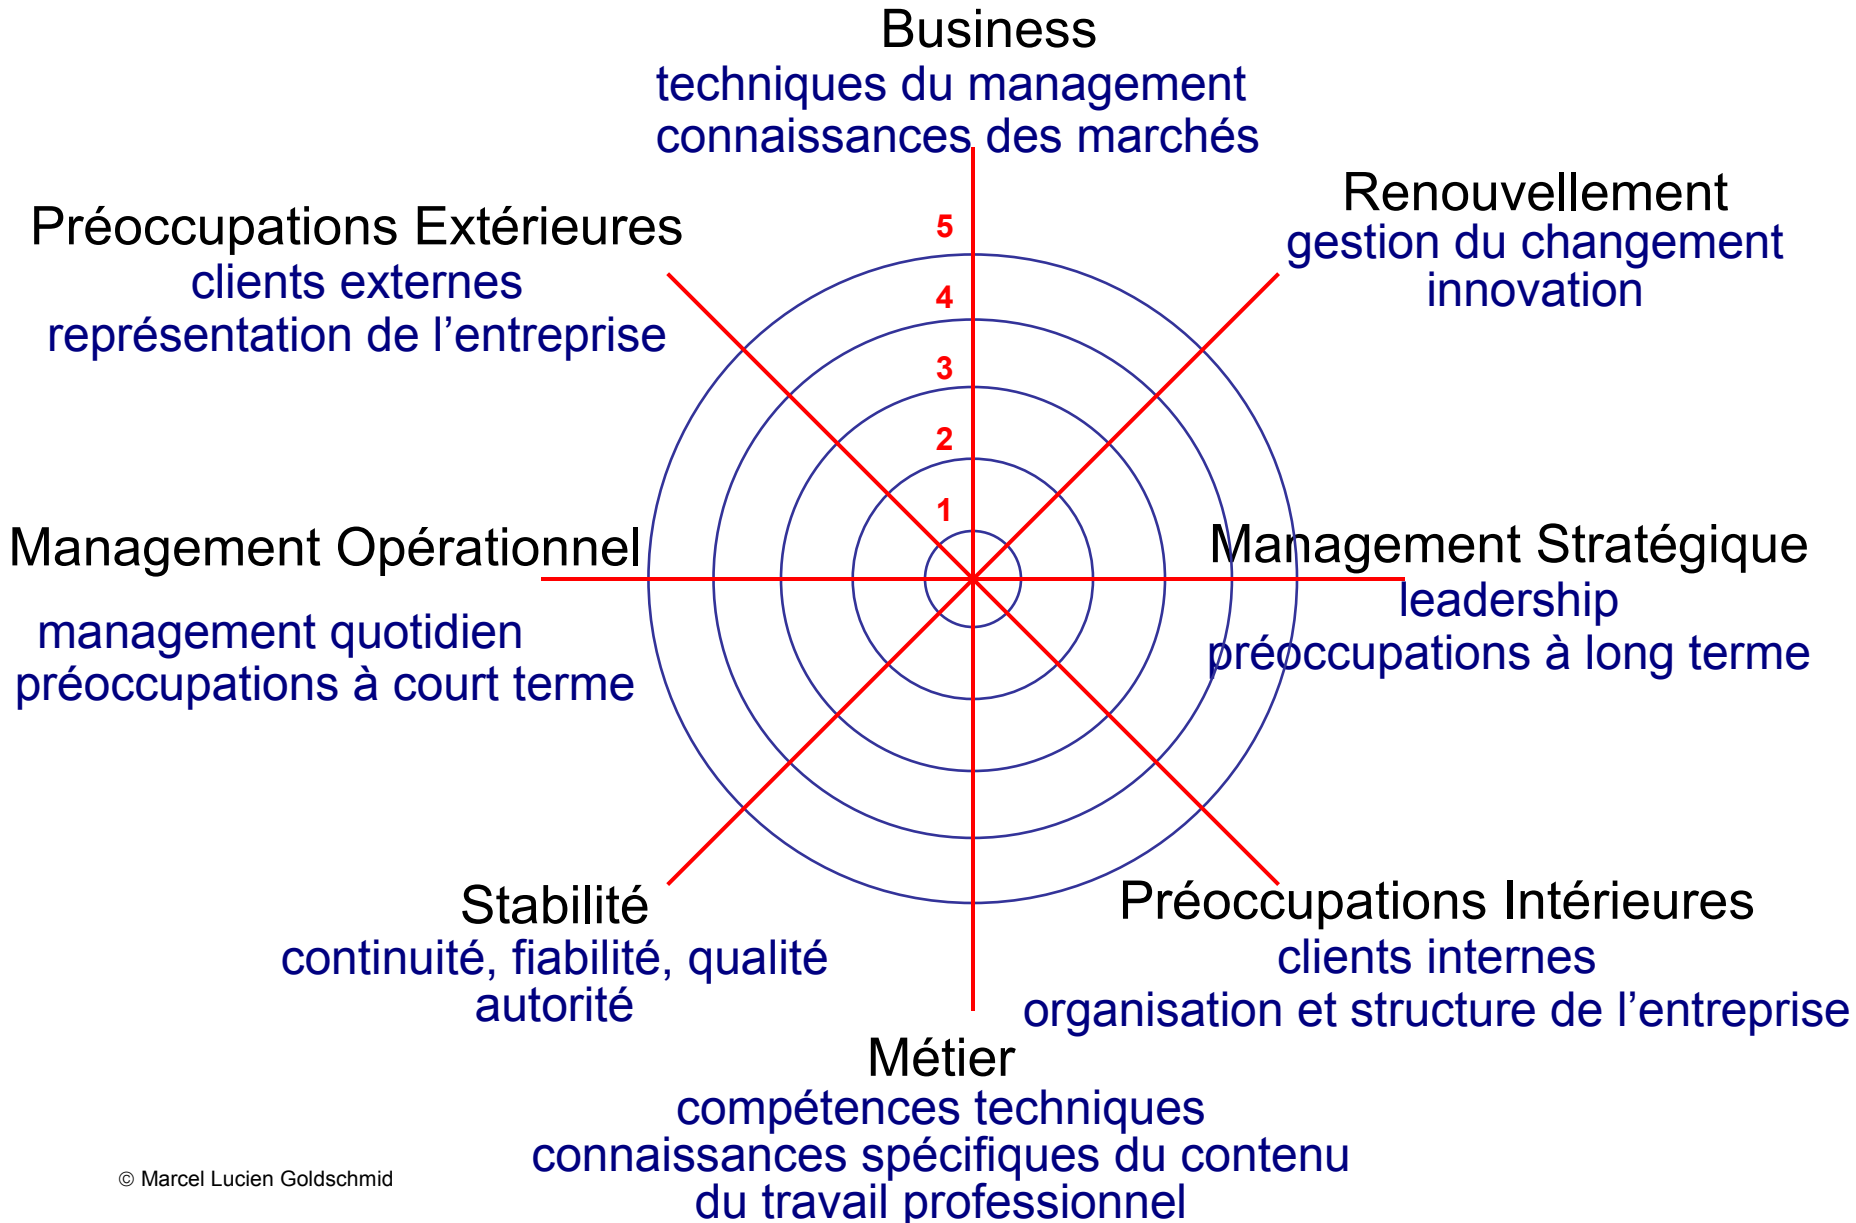 Business
techniques du management
connaissances des marchés
Renouvellement
gestion du changement
innovation
Préoccupations Extérieures
clients externes
représentation de l’entreprise
5
4
3
2
1
Management Opérationnel
management quotidien
préoccupations à court terme
Management Stratégique
leadership
préoccupations à long terme
Stabilité
continuité, fiabilité, qualité
autorité
Préoccupations Intérieures
clients internes
organisation et structure de l’entreprise
Métier
compétences techniques
connaissances spécifiques du contenu
du travail professionnel
© Marcel Lucien Goldschmid